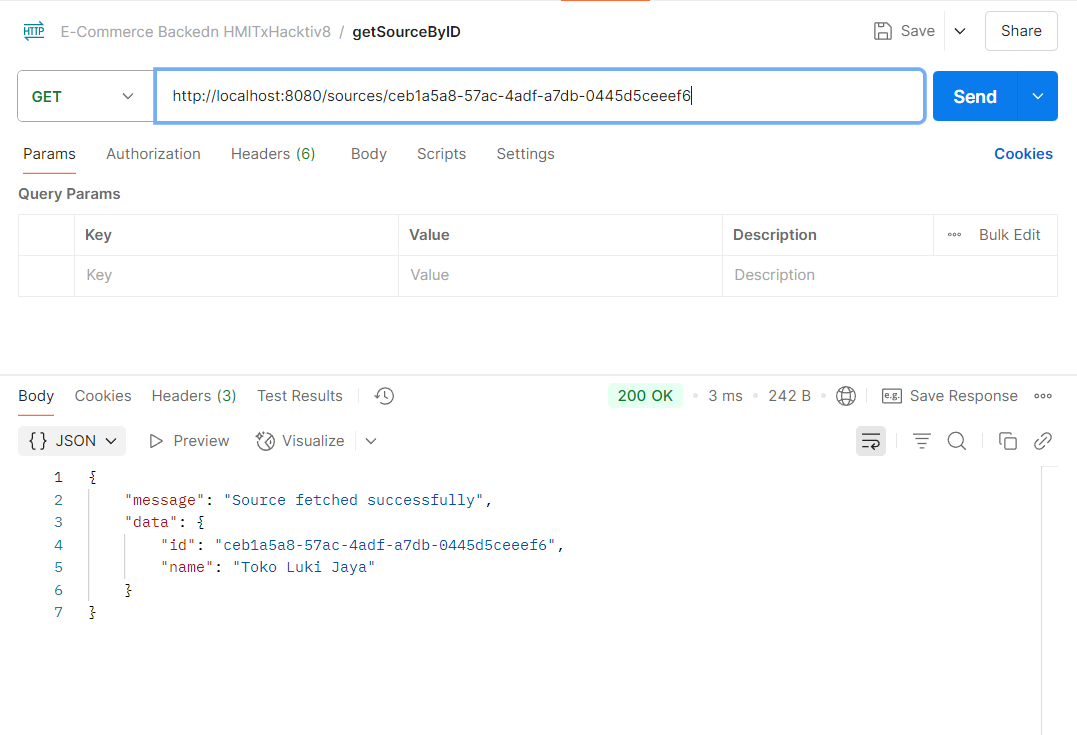 HTTP E-Commerce Backedn HMITxHacktiv8 / getSourceByID Save Share
GET http://localhost:8080/sources/ceb1a5a8-57ac-4adf-a7db-0445d5ceeef6 Send
Params Authorization Headers (6) Body Scripts Settings Cookies
Query Params
Key Value Description Bulk Edit
Key Value Description
Body Cookies Headers (3) Test Results 200 OK 3 ms 242 B e.g. Save Response
{} JSON Preview Visualize
1 {
2 "message": "Source fetched successfully",
3 "data": {
4 "id": "ceb1a5a8-57ac-4adf-a7db-0445d5ceeef6",
5 "name": "Toko Luki Jaya"
6 }
7 }